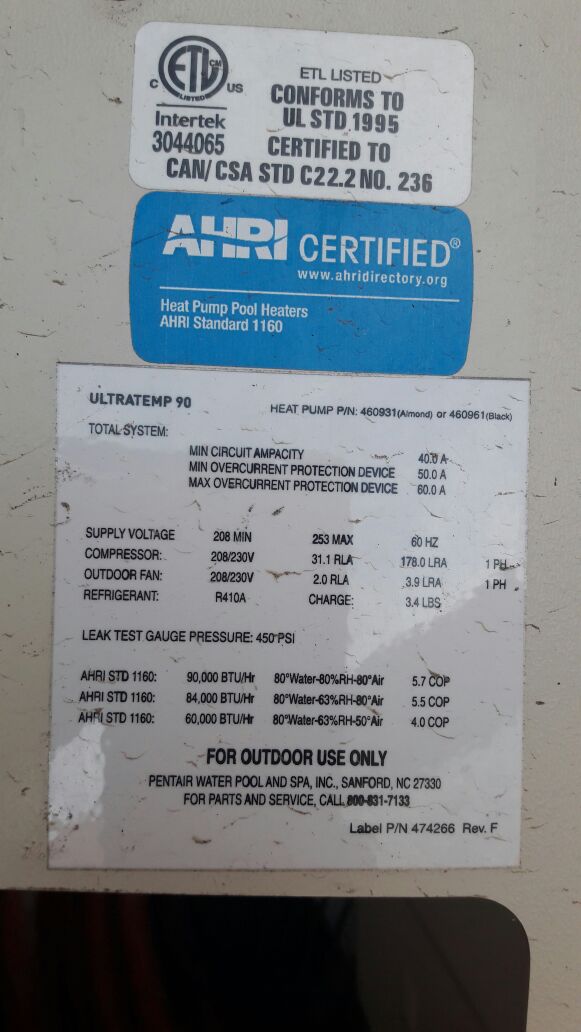 ETL LISTED
CONFORMS TO
UL STD 1995
CERTIFIED TO
CAN/CSA STD C22.2 NO. 236
C ETL CM US
LISTED
Intertek
3044065
AHRI CERTIFIED®
www.ahridirectory.org
Heat Pump Pool Heaters
AHRI Standard 1160
ULTRATEMP 90 HEAT PUMP P/N: 460931(Almond) or 460961(Black)
TOTAL SYSTEM:
MIN CIRCUIT AMPACITY 40.0 A
MIN OVERCURRENT PROTECTION DEVICE 50.0 A
MAX OVERCURRENT PROTECTION DEVICE 60.0 A
SUPPLY VOLTAGE 208 MIN 253 MAX 60 HZ
COMPRESSOR: 208/230V 31.1 RLA 178.0 LRA 1 PH
OUTDOOR FAN: 208/230V 2.0 RLA 3.9 LRA 1 PH
REFRIGERANT: R410A CHARGE: 3.4 LBS
LEAK TEST GAUGE PRESSURE: 450 PSI
AHRI STD 1160: 90,000 BTU/Hr 80°Water-80%RH-80°Air 5.7 COP
AHRI STD 1160: 84,000 BTU/Hr 80°Water-63%RH-80°Air 5.5 COP
AHRI STD 1160: 60,000 BTU/Hr 80°Water-63%RH-50°Air 4.0 COP
FOR OUTDOOR USE ONLY
PENTAIR WATER POOL AND SPA, INC., SANFORD, NC 27330
FOR PARTS AND SERVICE, CALL 800-831-7133
Label P/N 474266 Rev. F